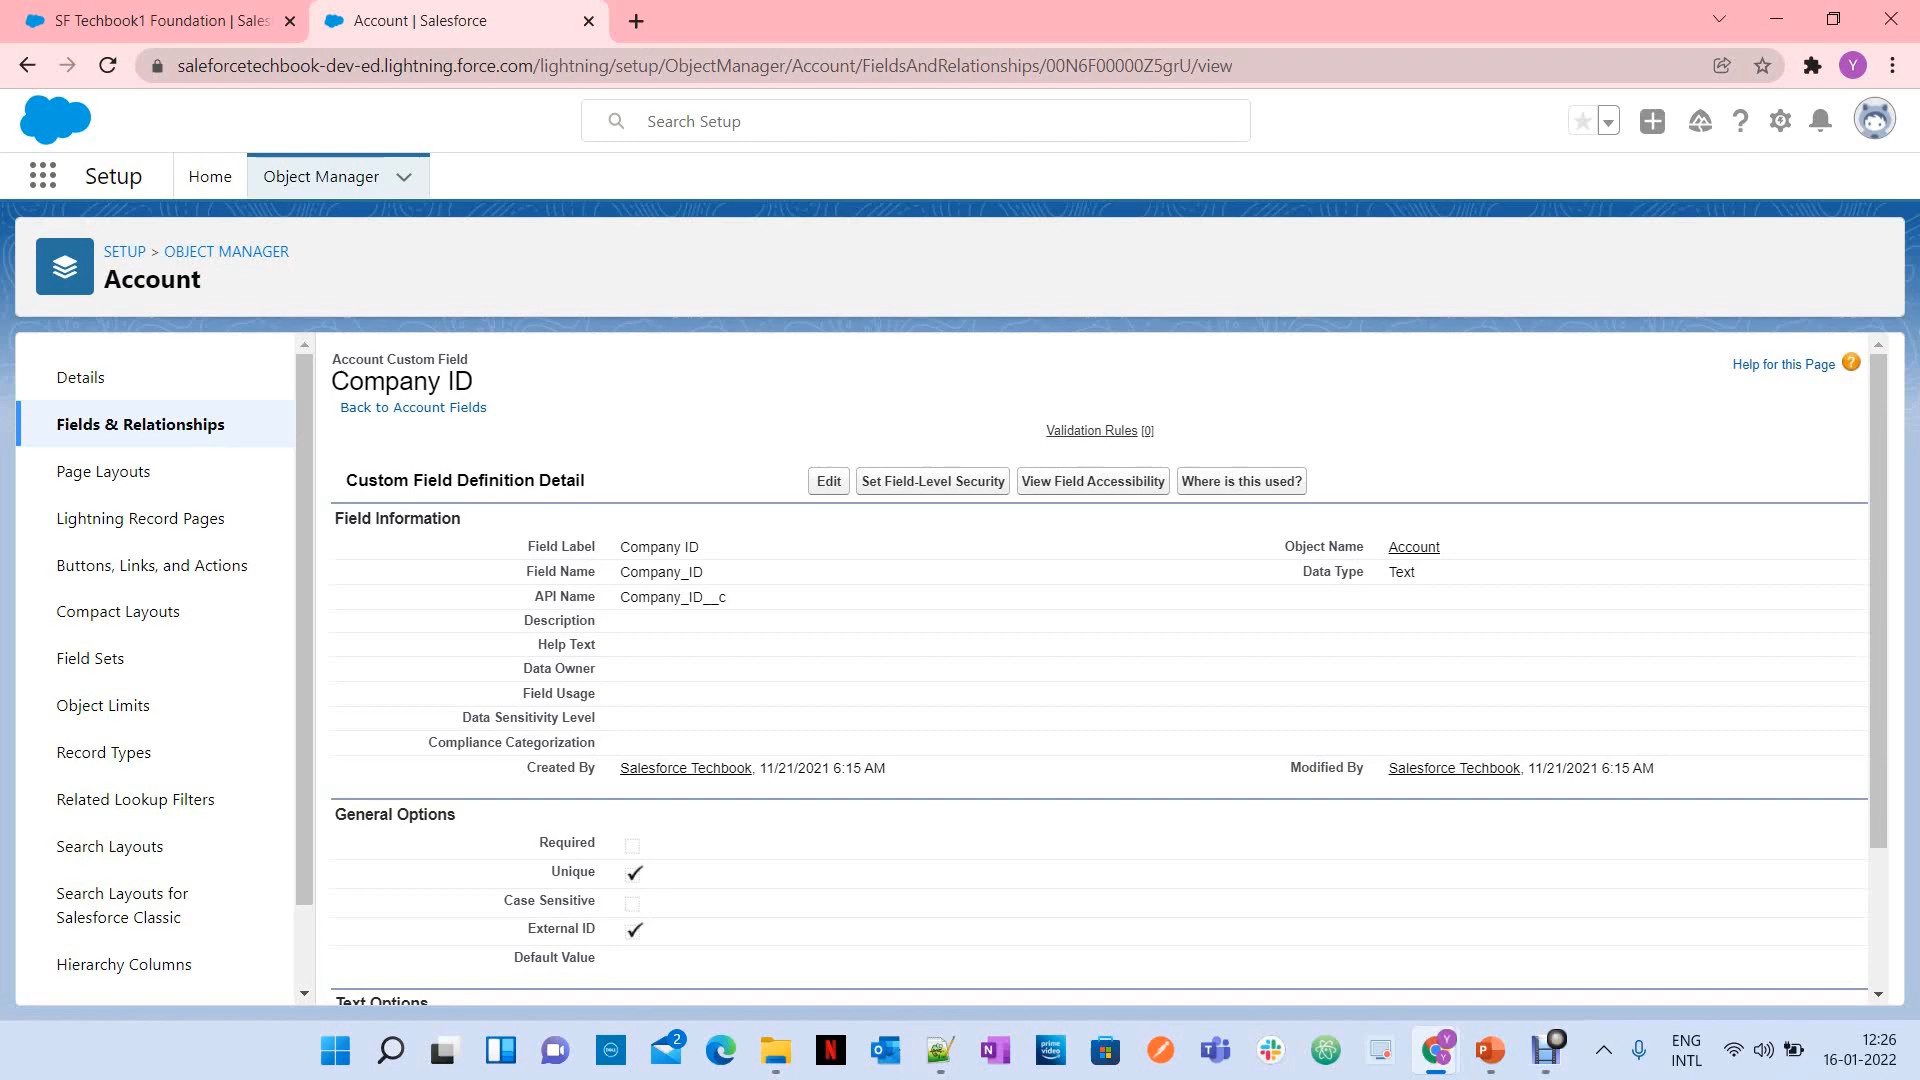 SF Techbook1 Foundation | Sales
Account | Salesforce
saleforcetechbook-dev-ed.lightning.force.com/lightning/setup/ObjectManager/Account/FieldsAndRelationships/00N6F00000Z5grU/view
Y
Search Setup
Setup
Home
Object Manager
SETUP > OBJECT MANAGER
Account
Details
Fields & Relationships
Page Layouts
Lightning Record Pages
Buttons, Links, and Actions
Compact Layouts
Field Sets
Object Limits
Record Types
Related Lookup Filters
Search Layouts
Search Layouts for
Salesforce Classic
Hierarchy Columns
Account Custom Field
Company ID
Back to Account Fields
Help for this Page ?
Validation Rules [0]
Custom Field Definition Detail
Edit
Set Field-Level Security
View Field Accessibility
Where is this used?
Field Information
Field Label Company ID
Object Name Account
Field Name Company_ID
Data Type Text
API Name Company_ID__c
Description
Help Text
Data Owner
Field Usage
Data Sensitivity Level
Compliance Categorization
Created By Salesforce Techbook, 11/21/2021 6:15 AM
Modified By Salesforce Techbook, 11/21/2021 6:15 AM
General Options
Required
Unique
Case Sensitive
External ID
Default Value
Text Options
2
prime video
ENG
INTL
12:26
16-01-2022